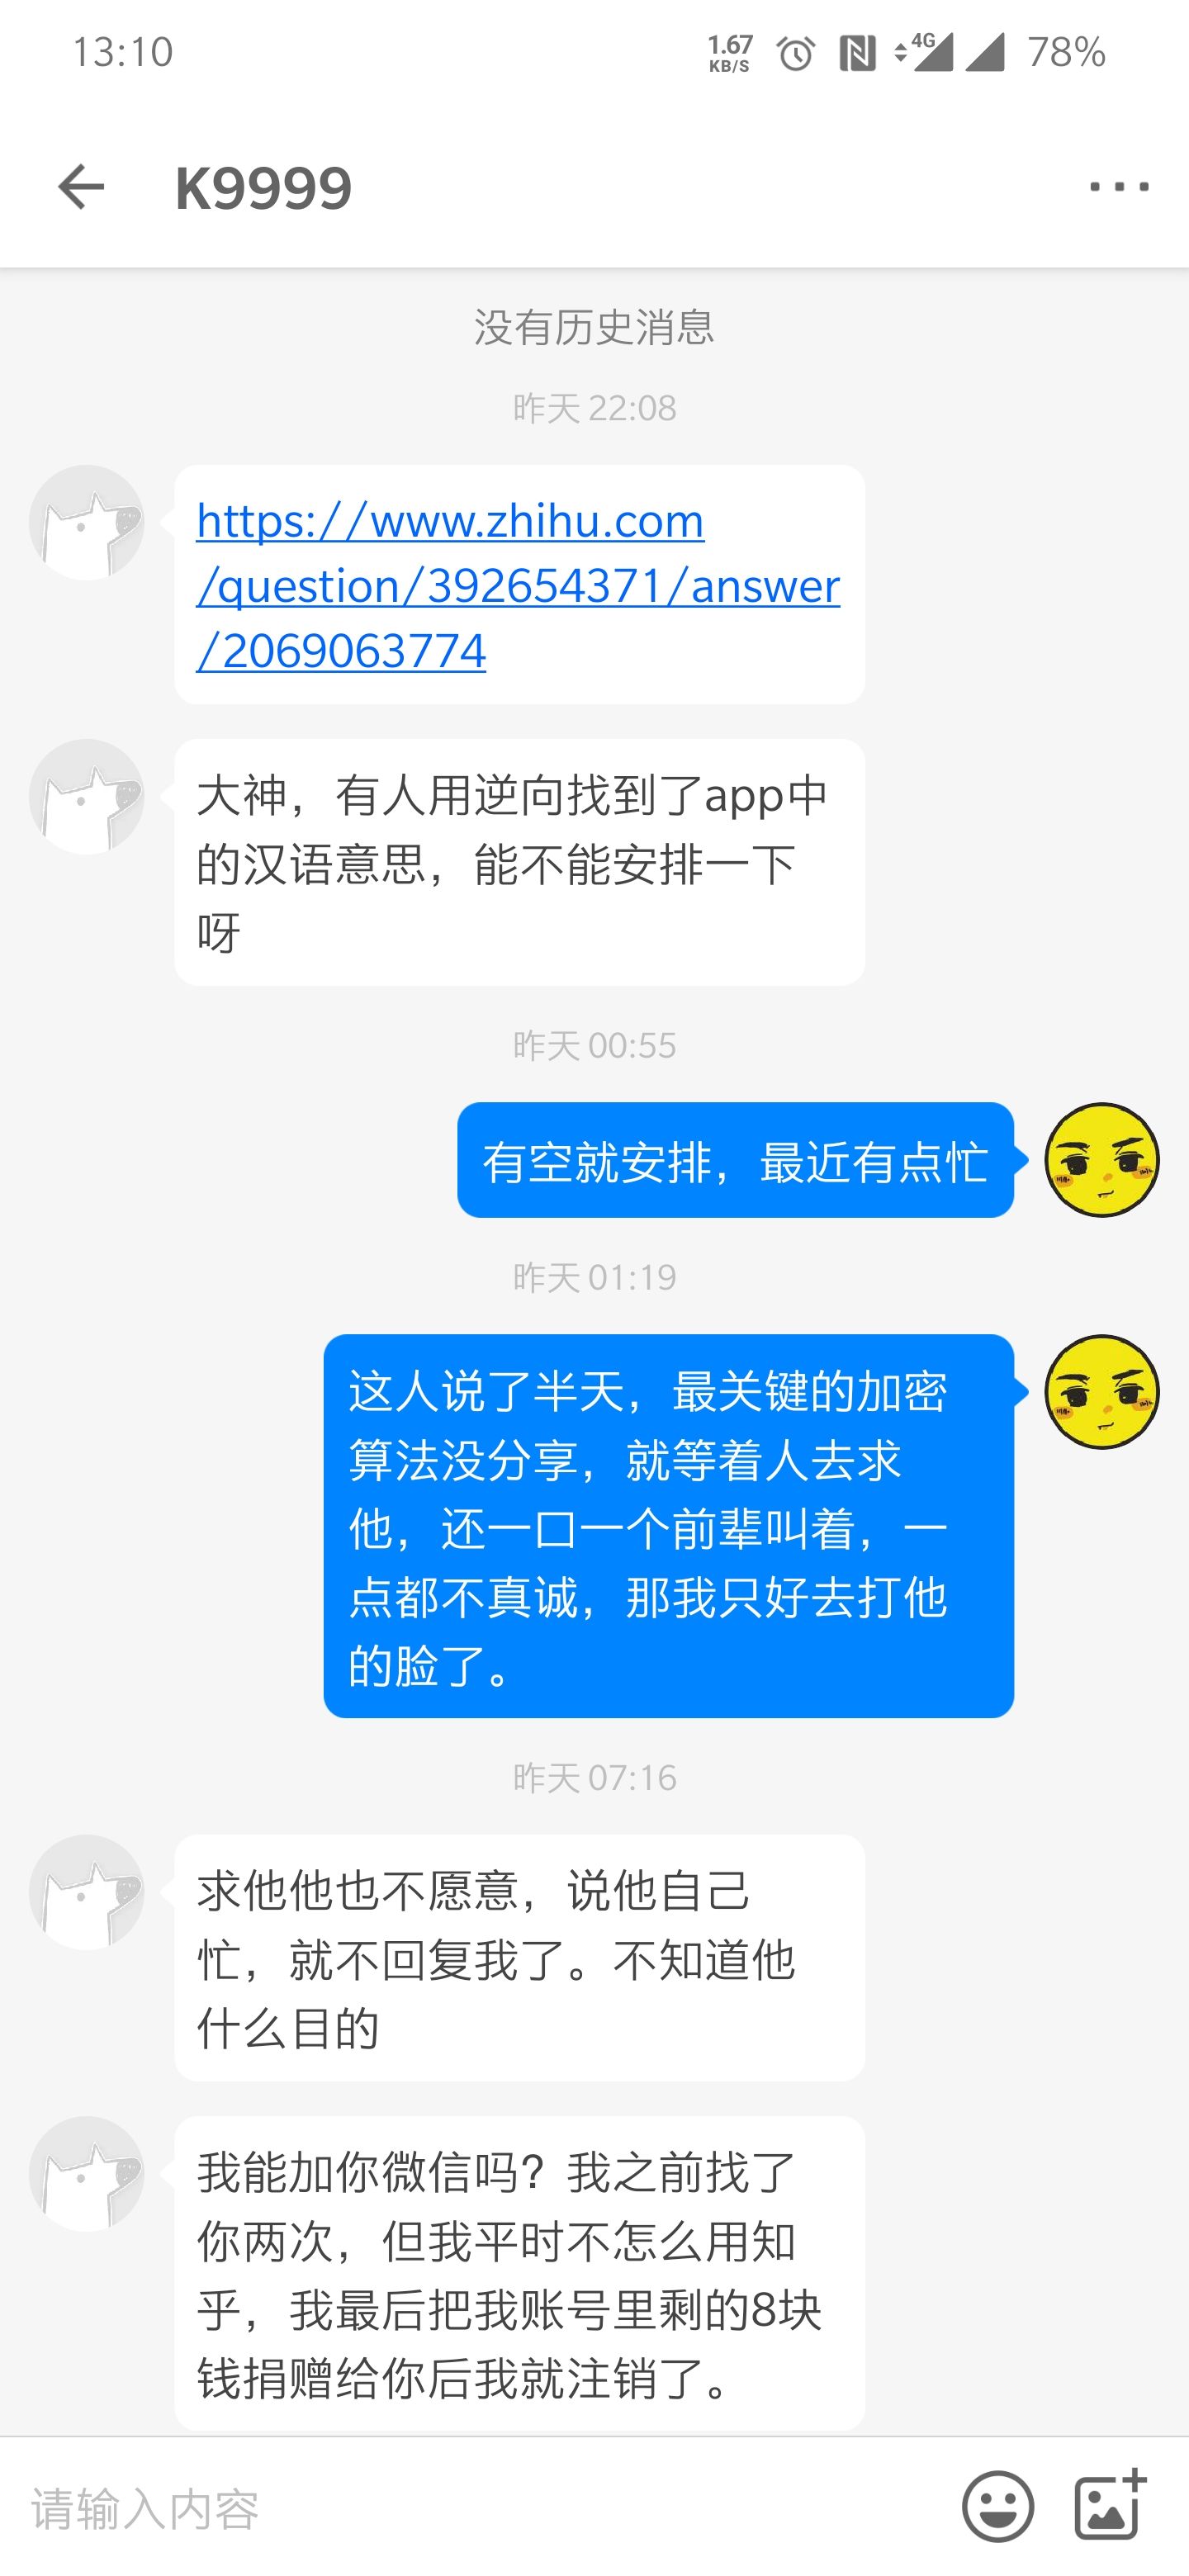 13:10
1.67
KB/S
4G
78%
K9999
没有历史消息
昨天 22:08
https://www.zhihu.com
/question/392654371/answer
/2069063774
大神，有人用逆向找到了app中
的汉语意思，能不能安排一下
呀
昨天 00:55
有空就安排，最近有点忙
昨天 01:19
这人说了半天，最关键的加密
算法没分享，就等着人去求
他，还一口一个前辈叫着，一
点都不真诚，那我只好去打他
的脸了。
昨天 07:16
求他他也不愿意，说他自己
忙，就不回复我了。不知道他
什么目的
我能加你微信吗？我之前找了
你两次，但我平时不怎么用知
乎，我最后把我账号里剩的8块
钱捐赠给你后我就注销了。
请输入内容